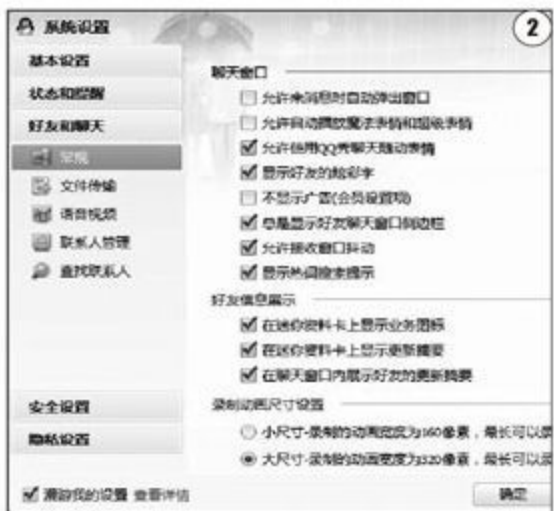 系统设置
2
基本设置
状态和提醒
好友和聊天
常规
文件传输
语音视频
联系人管理
查找联系人
安全设置
隐私设置
聊天窗口
允许来消息时自动弹出窗口
允许自动播放魔法表情和超级表情
允许使用QQ秀聊天随动表情
显示好友的炫彩字
不显示广告(会员设置项)
总是显示好友聊天窗口侧边栏
允许接收窗口抖动
显示热词搜索提示
好友信息展示
在迷你资料卡上显示业务图标
在迷你资料卡上显示更新摘要
在聊天窗口内展示好友的更新摘要
录制动画尺寸设置
小尺寸-录制的动画宽度为160像素，最长可以录
大尺寸-录制的动画宽度为320像素，最长可以录
漫游我的设置 查看详情
确定